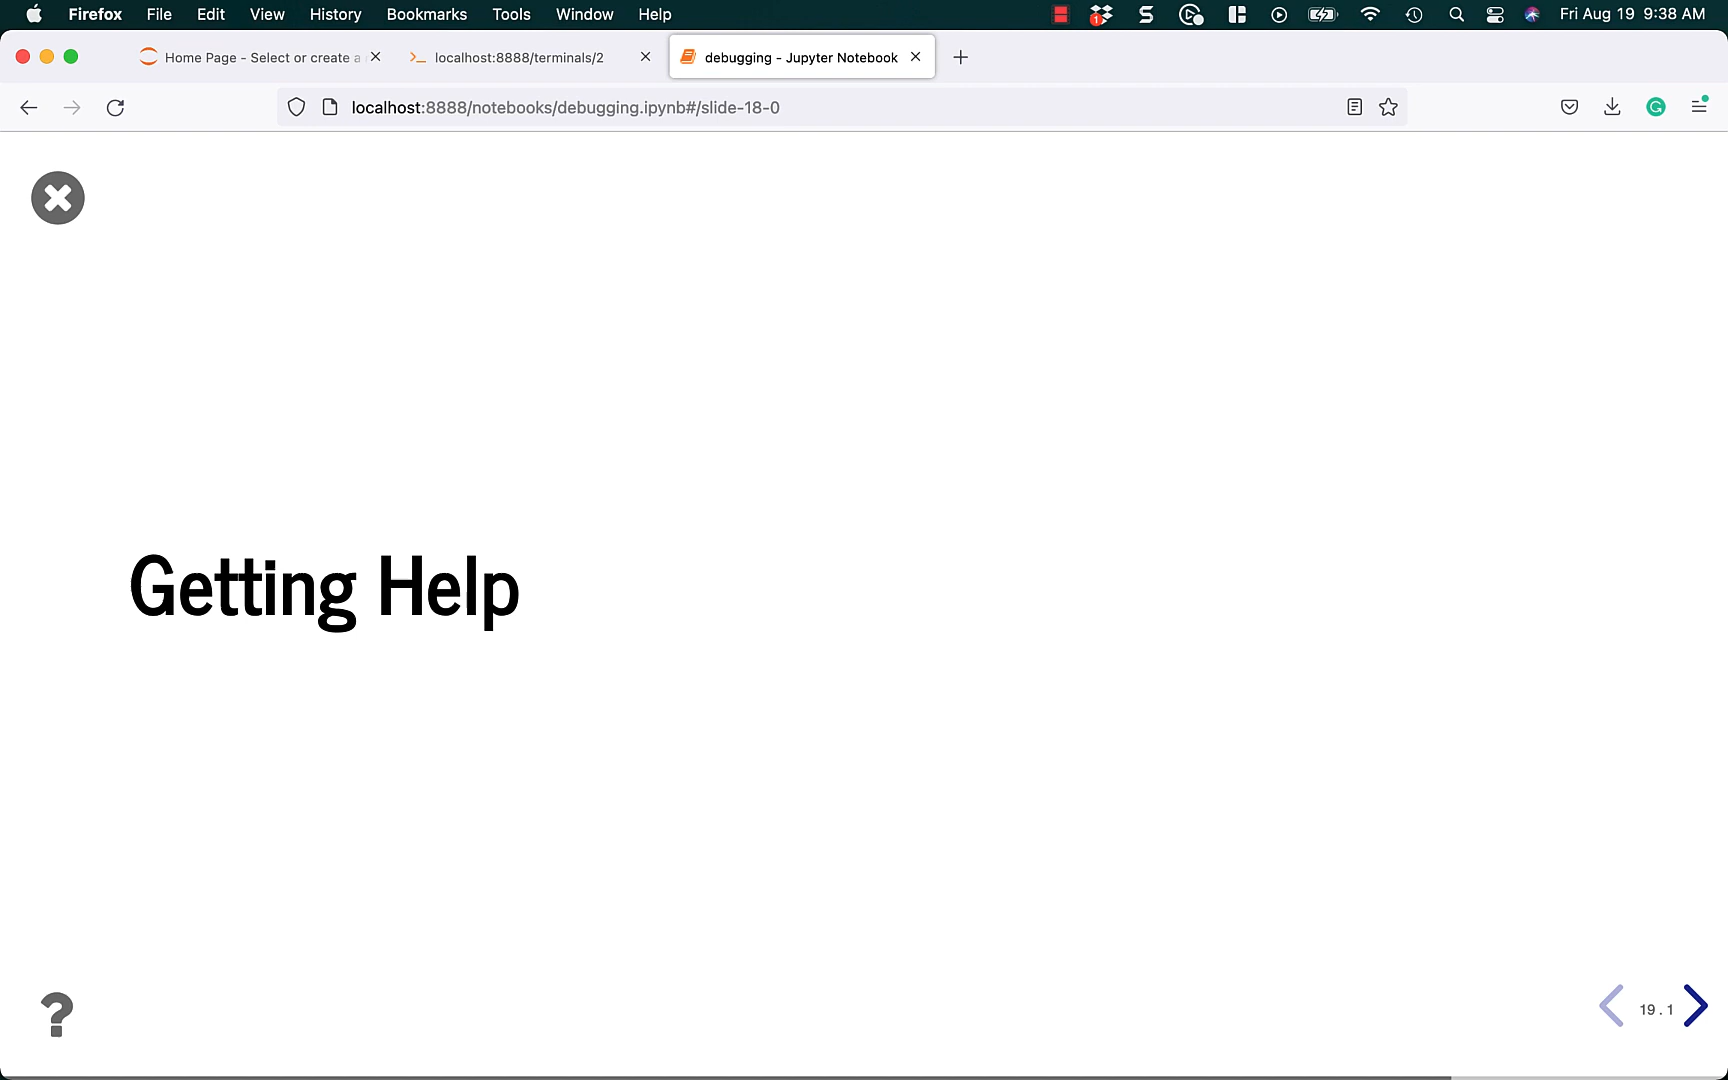 Firefox File Edit View History Bookmarks Tools Window Help 1 Fri Aug 19 9:38 AM
Home Page - Select or create a localhost:8888/terminals/2 debugging - Jupyter Notebook
localhost:8888/notebooks/debugging.ipynb#/slide-18-0
Getting Help
?
19 . 1